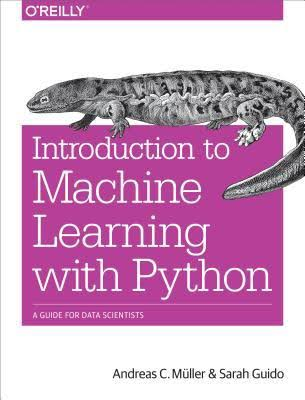 O'REILLY
Introduction to
Machine
Learning
with Python
A GUIDE FOR DATA SCIENTISTS
Andreas C. Müller & Sarah Guido